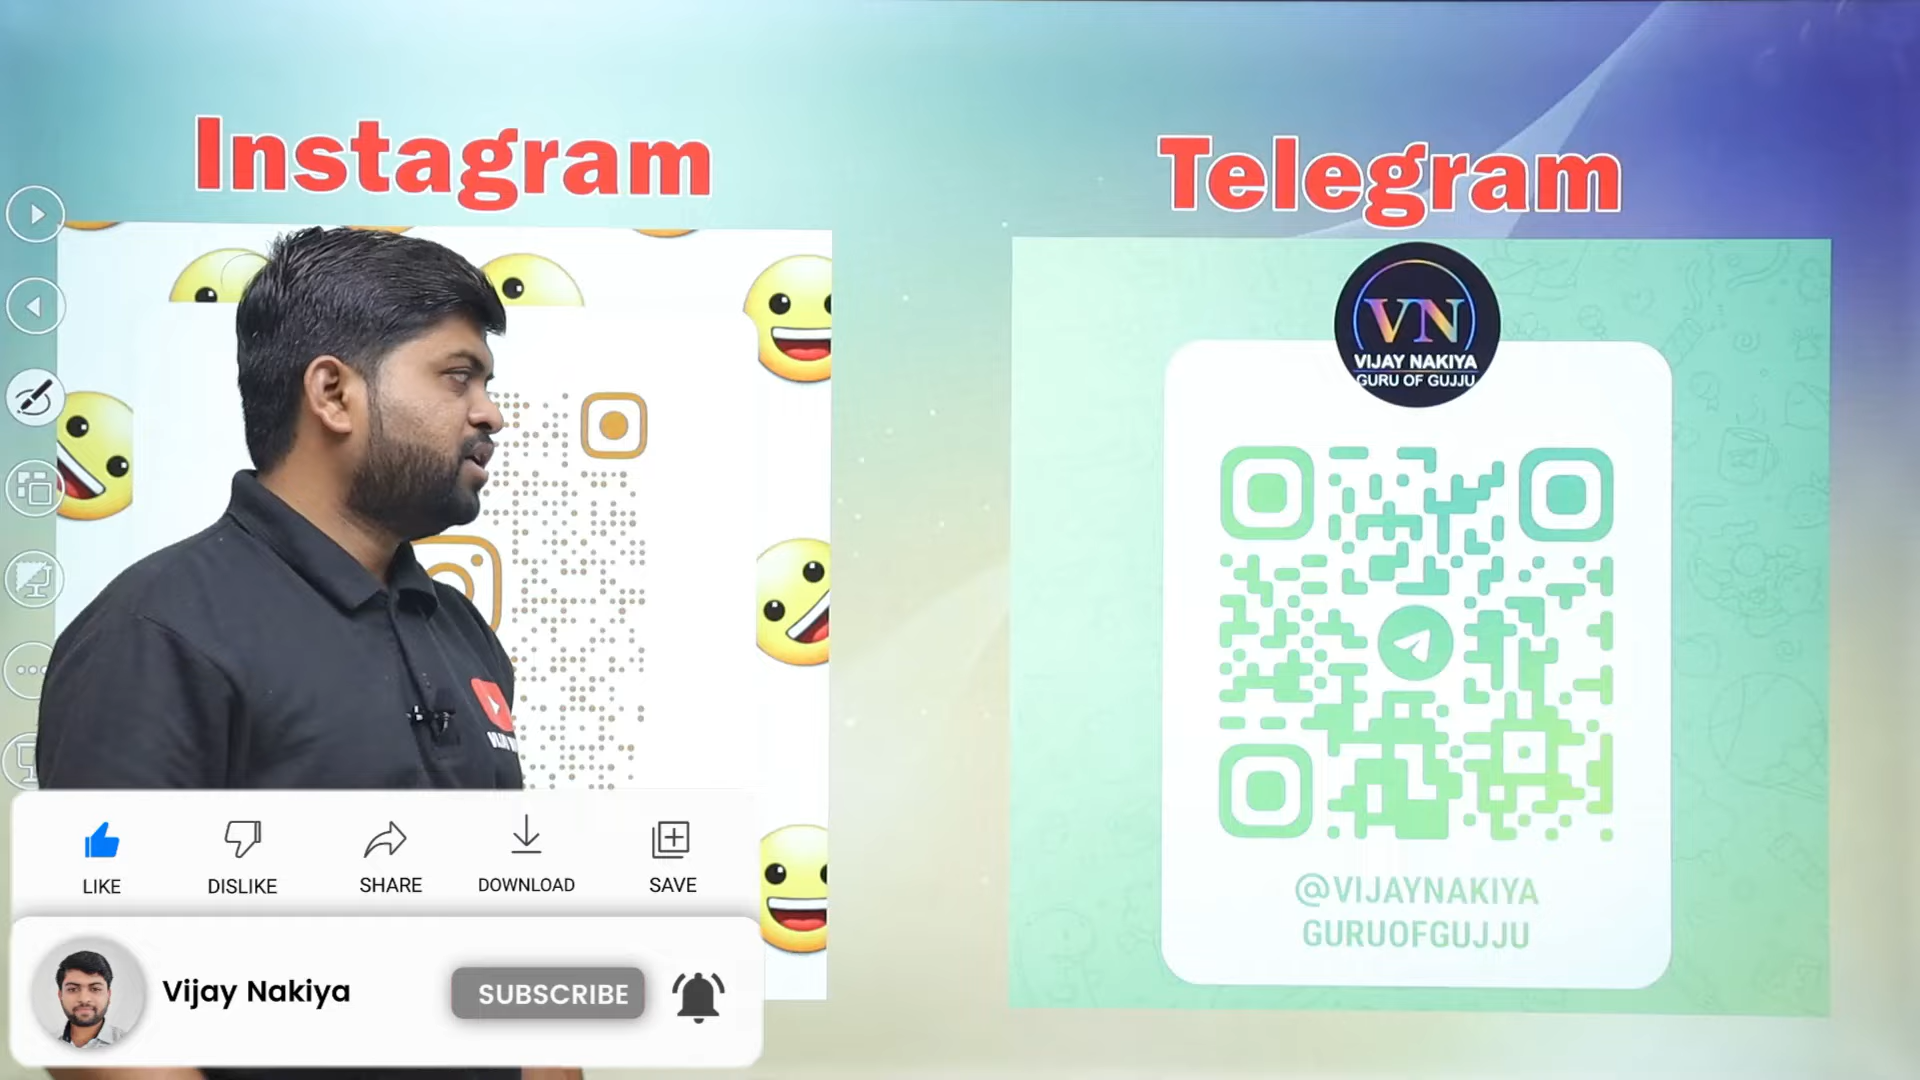 Instagram
Telegram
VN
VIJAY NAKIYA
GURU OF GUJJU
@VIJAYNAKIYA
GURUOFGUJJU
LIKE
DISLIKE
SHARE
DOWNLOAD
SAVE
Vijay Nakiya
SUBSCRIBE